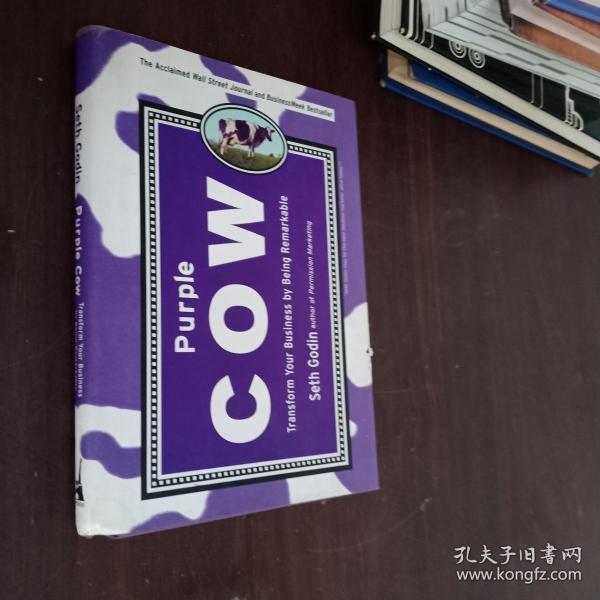 The Acclaimed Wall Street Journal and BusinessWeek Bestseller
Purple
COW
Transform Your Business by Being Remarkable
Seth Godin author of Permission Marketing
Seth Godin Purple Cow Transform Your Business
孔夫子旧书网
www.kongfz.com